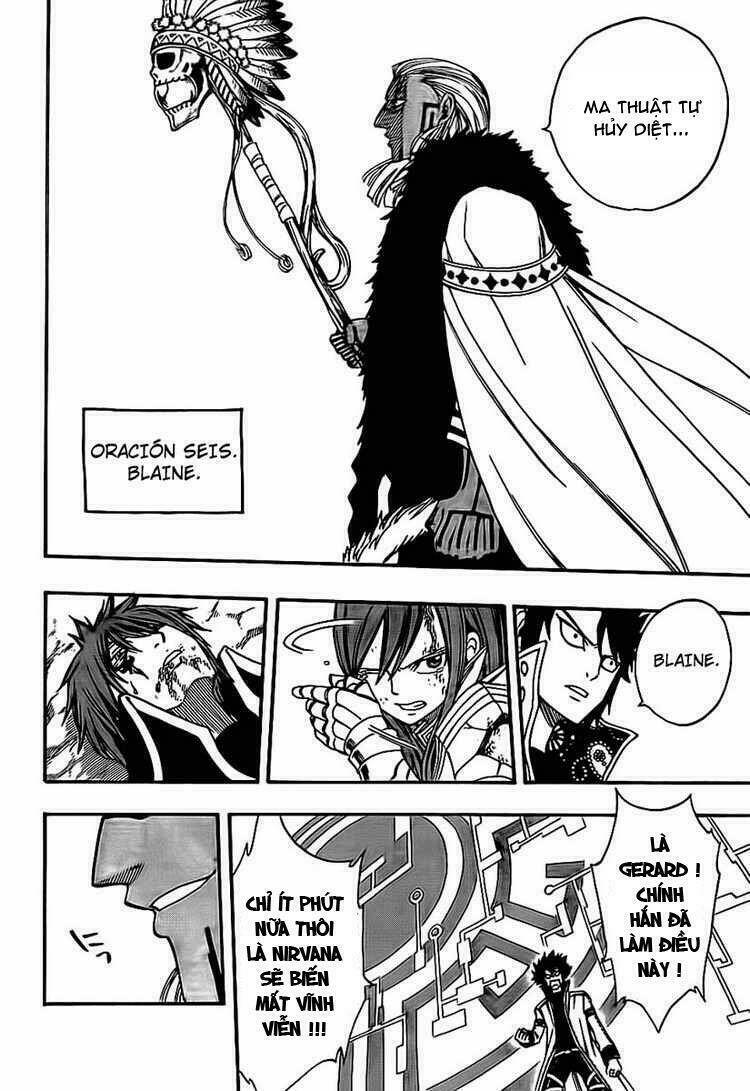 MA THUẬT TỰ
HỦY DIỆT...
ORACIÓN SEIS.
BLAINE.
BLAINE.
LÀ
GERARD !
CHÍNH
HẮN ĐÃ
LÀM ĐIỀU
NÀY !
CHỈ ÍT PHÚT
NỮA THÔI
LÀ NIRVANA
SẼ BIẾN
MẤT VĨNH
VIỄN !!!